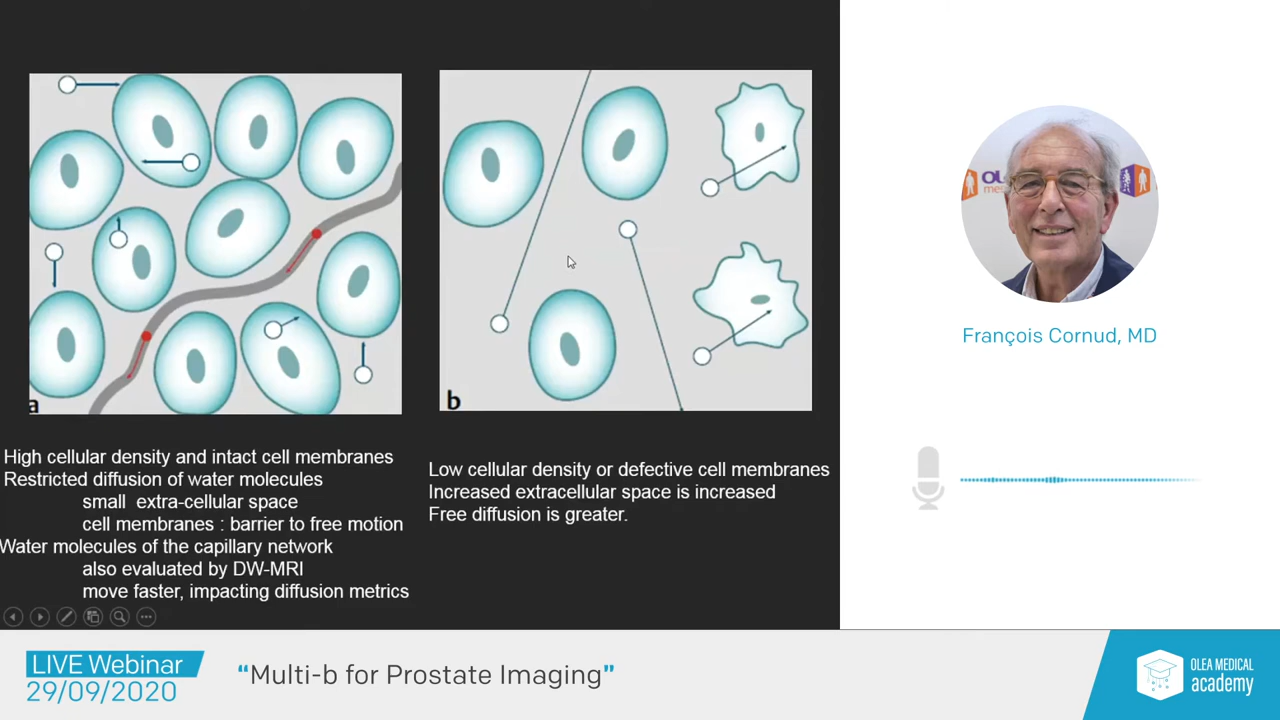 a
b
High cellular density and intact cell membranes
Restricted diffusion of water molecules
small extra-cellular space
cell membranes : barrier to free motion
Water molecules of the capillary network
also evaluated by DW-MRI
move faster, impacting diffusion metrics
Low cellular density or defective cell membranes
Increased extracellular space is increased
Free diffusion is greater.
François Cornud, MD
LIVE Webinar
29/09/2020
“Multi-b for Prostate Imaging”
OLEA MEDICAL
academy